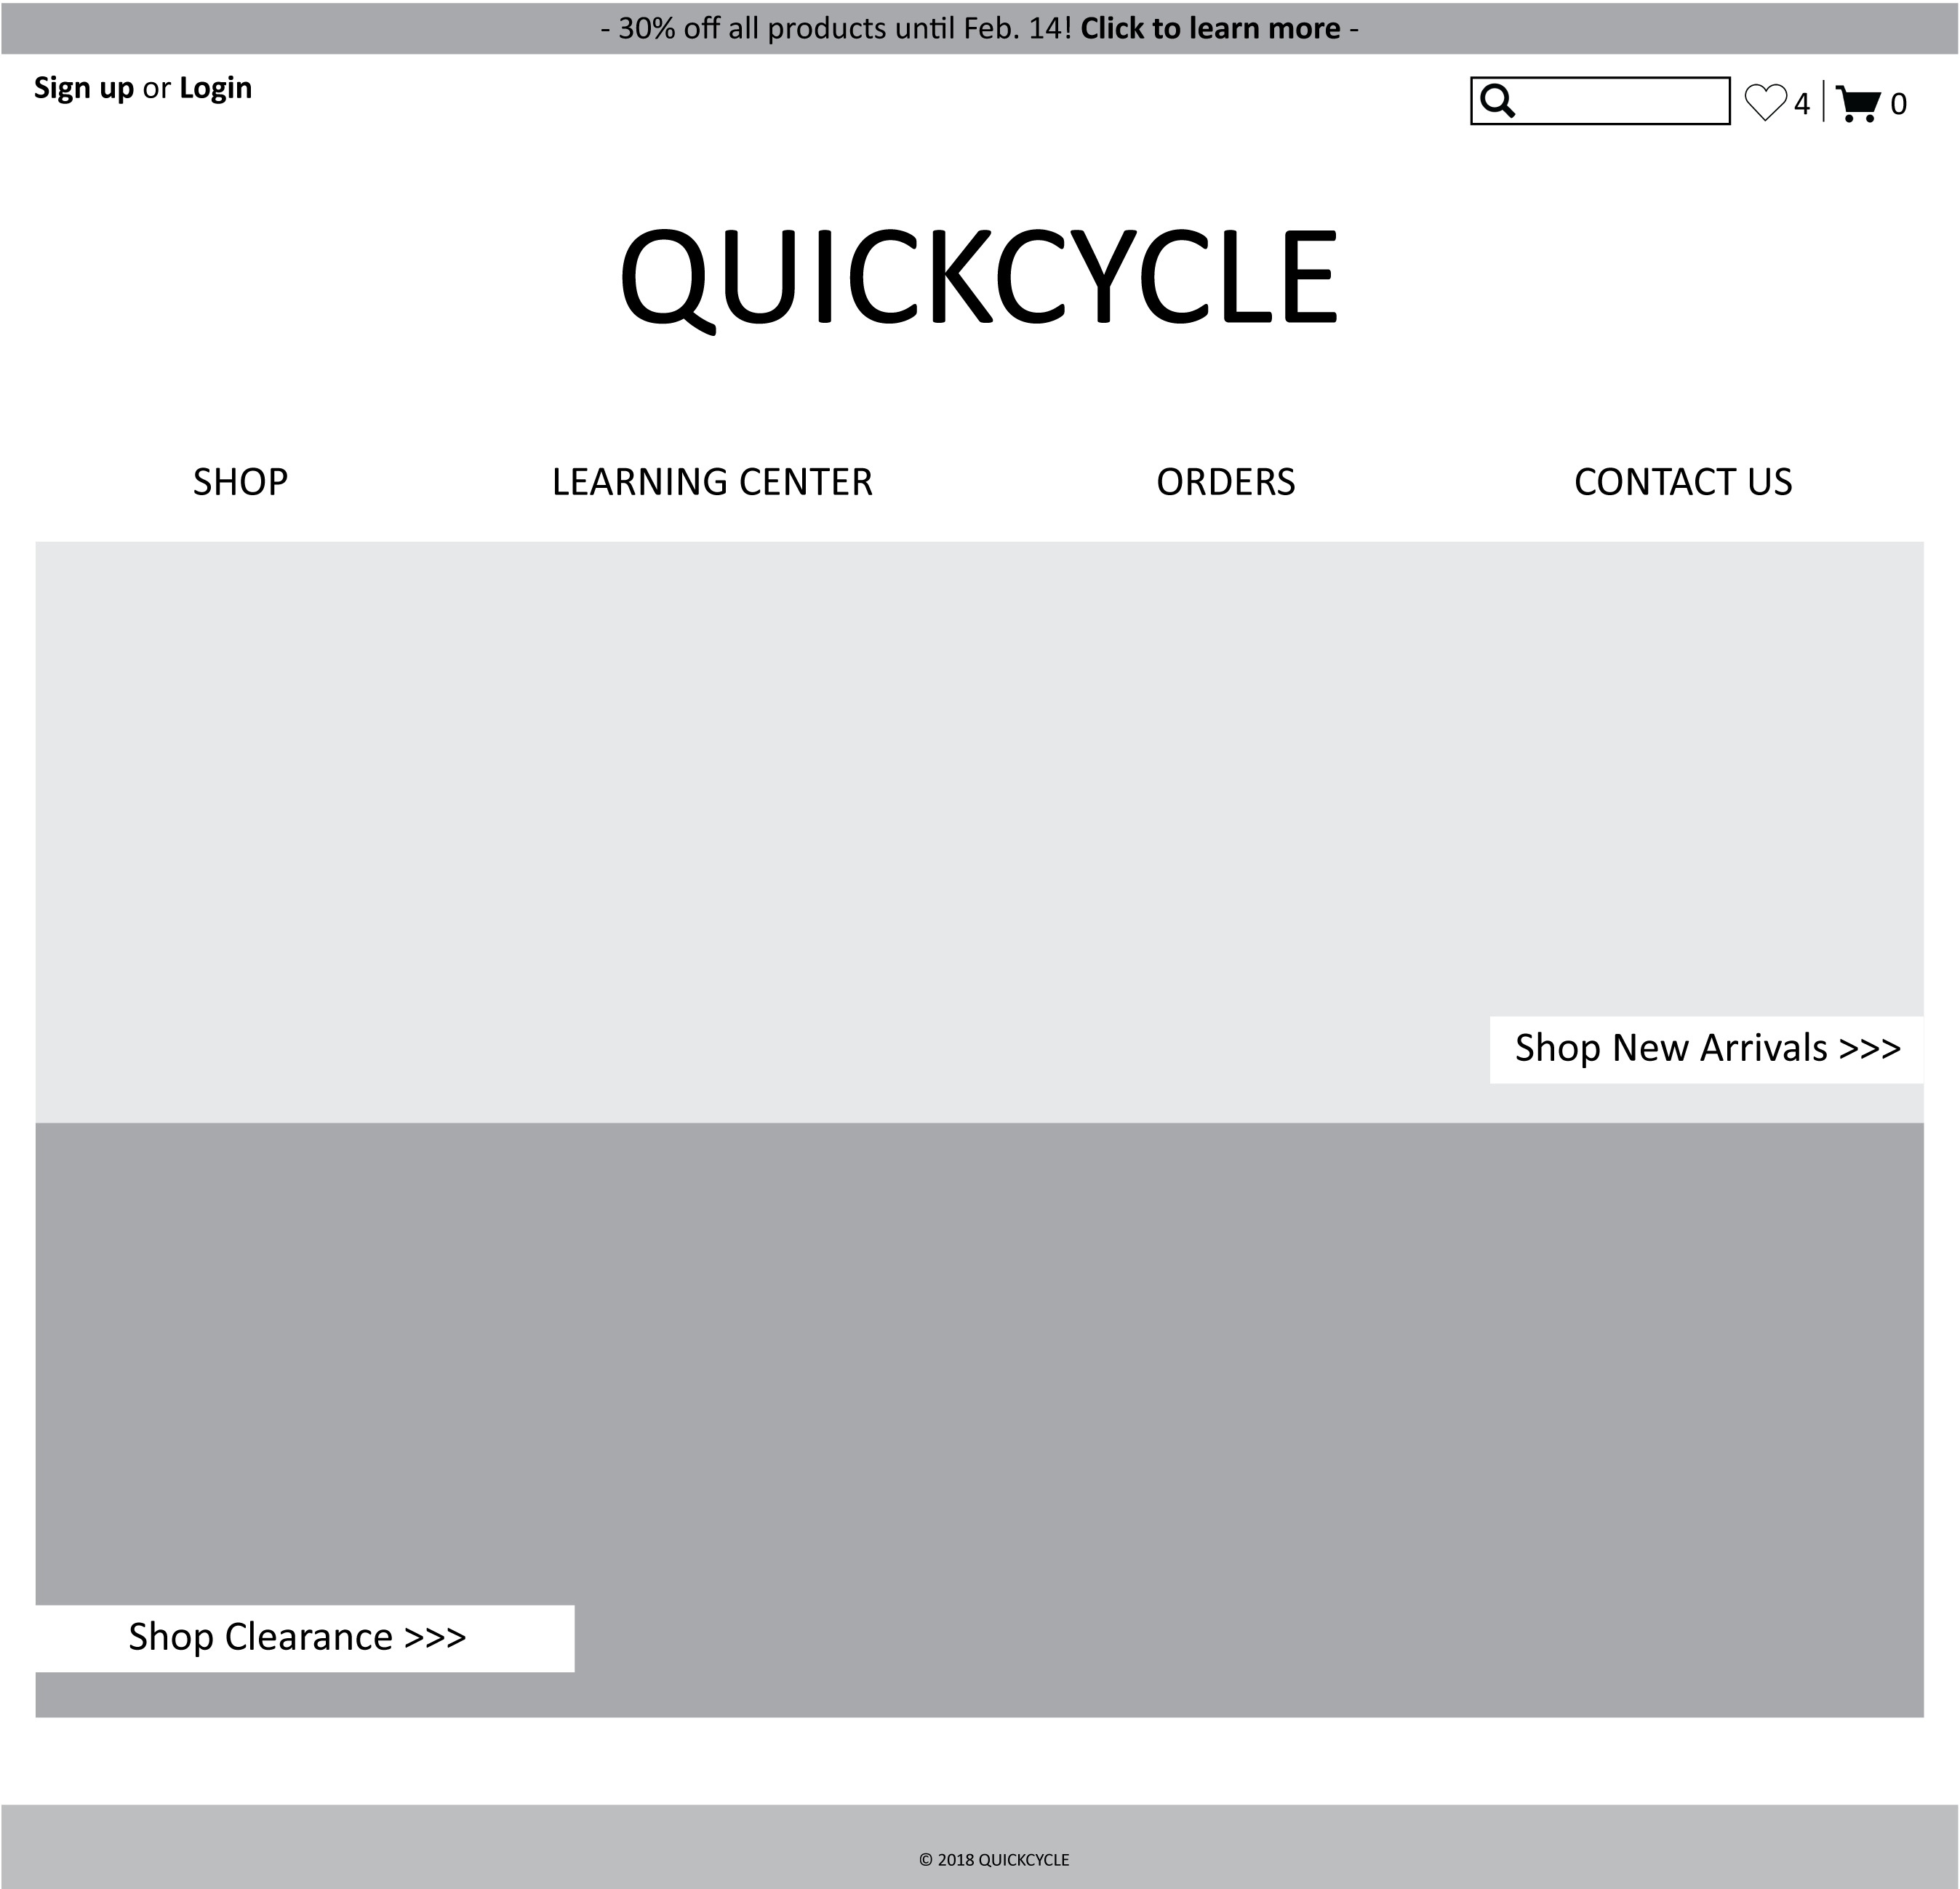 - 30% off all products until Feb. 14! Click to learn more -
Sign up or Login
4
0
QUICKCYCLE
SHOP
LEARNING CENTER
ORDERS
CONTACT US
Shop New Arrivals >>>
Shop Clearance >>>
© 2018 QUICKCYCLE